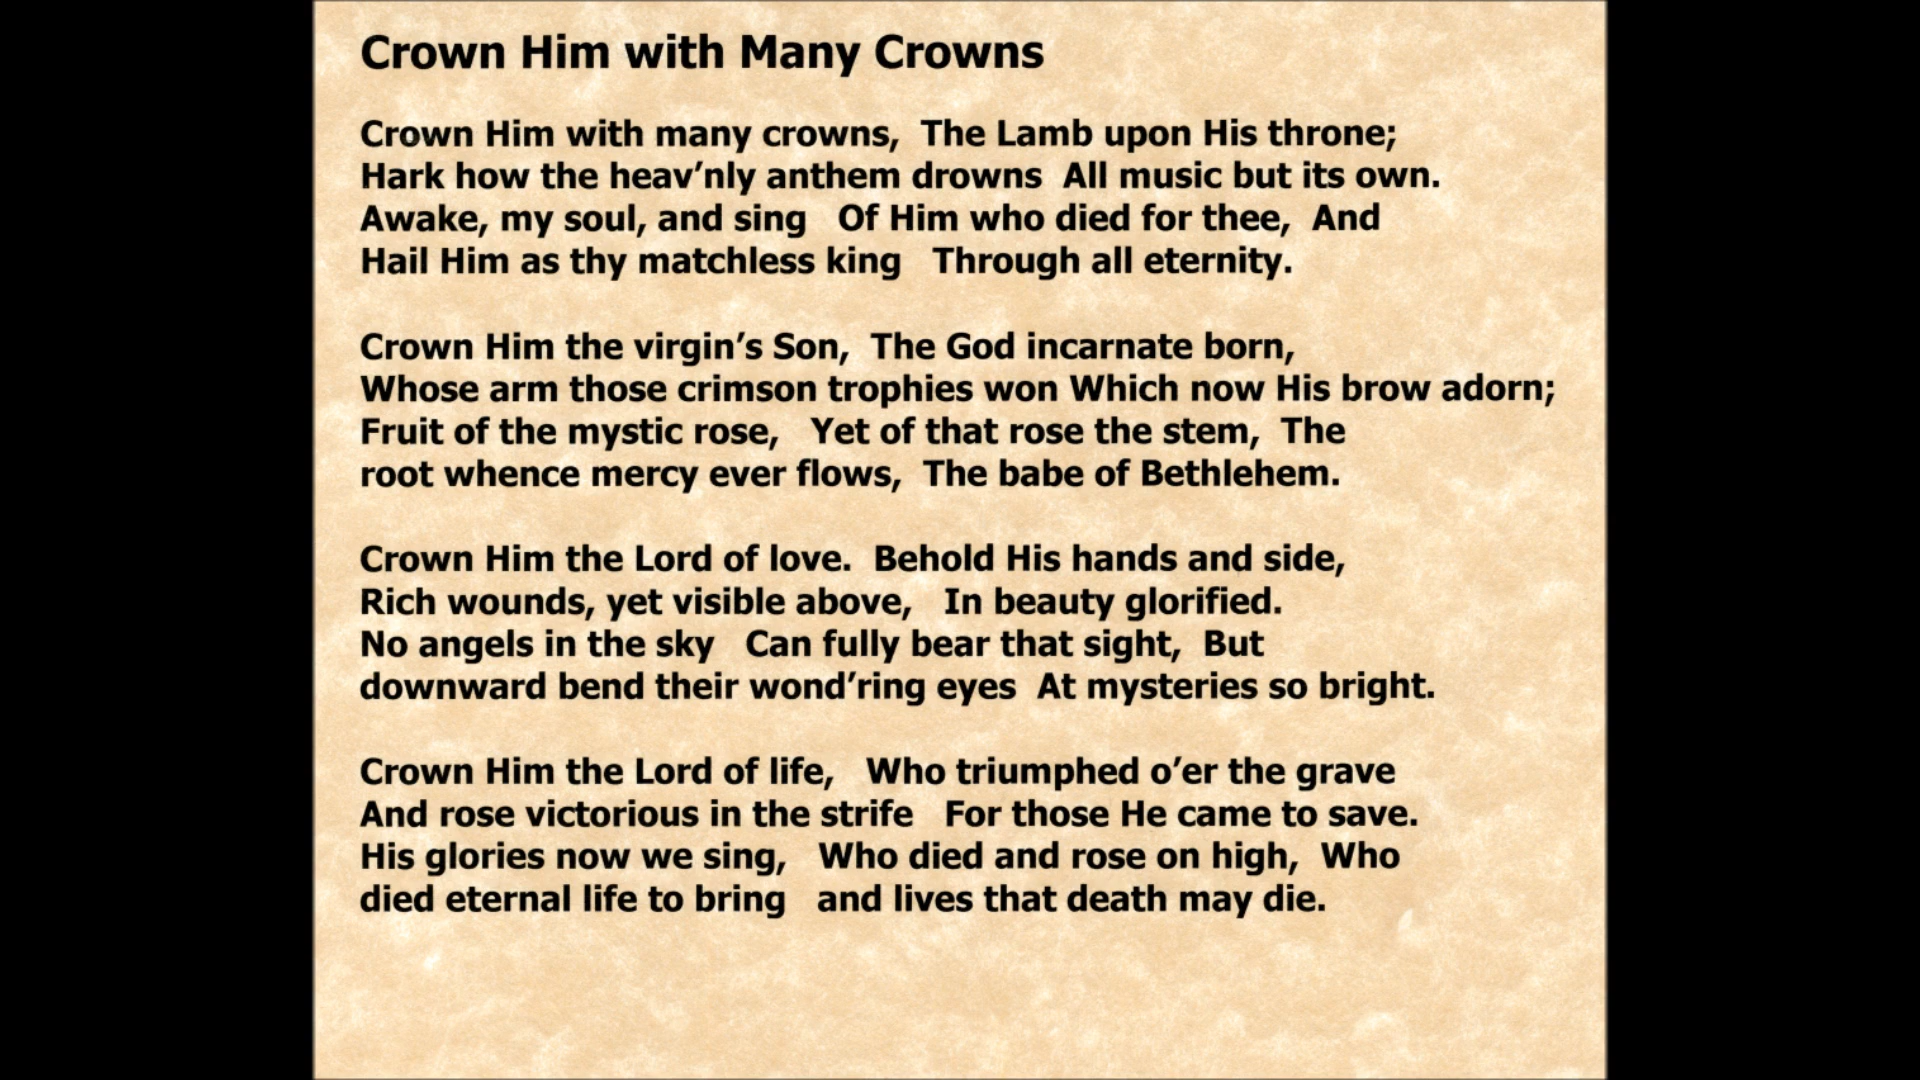 Crown Him with Many Crowns
Crown Him with many crowns,  The Lamb upon His throne;
Hark how the heav’nly anthem drowns  All music but its own.
Awake, my soul, and sing   Of Him who died for thee,  And
Hail Him as thy matchless king   Through all eternity.
Crown Him the virgin’s Son,  The God incarnate born,
Whose arm those crimson trophies won Which now His brow adorn;
Fruit of the mystic rose,   Yet of that rose the stem,  The
root whence mercy ever flows,  The babe of Bethlehem.
Crown Him the Lord of love.  Behold His hands and side,
Rich wounds, yet visible above,   In beauty glorified.
No angels in the sky   Can fully bear that sight,  But
downward bend their wond’ring eyes  At mysteries so bright.
Crown Him the Lord of life,   Who triumphed o’er the grave
And rose victorious in the strife   For those He came to save.
His glories now we sing,   Who died and rose on high,  Who
died eternal life to bring   and lives that death may die.